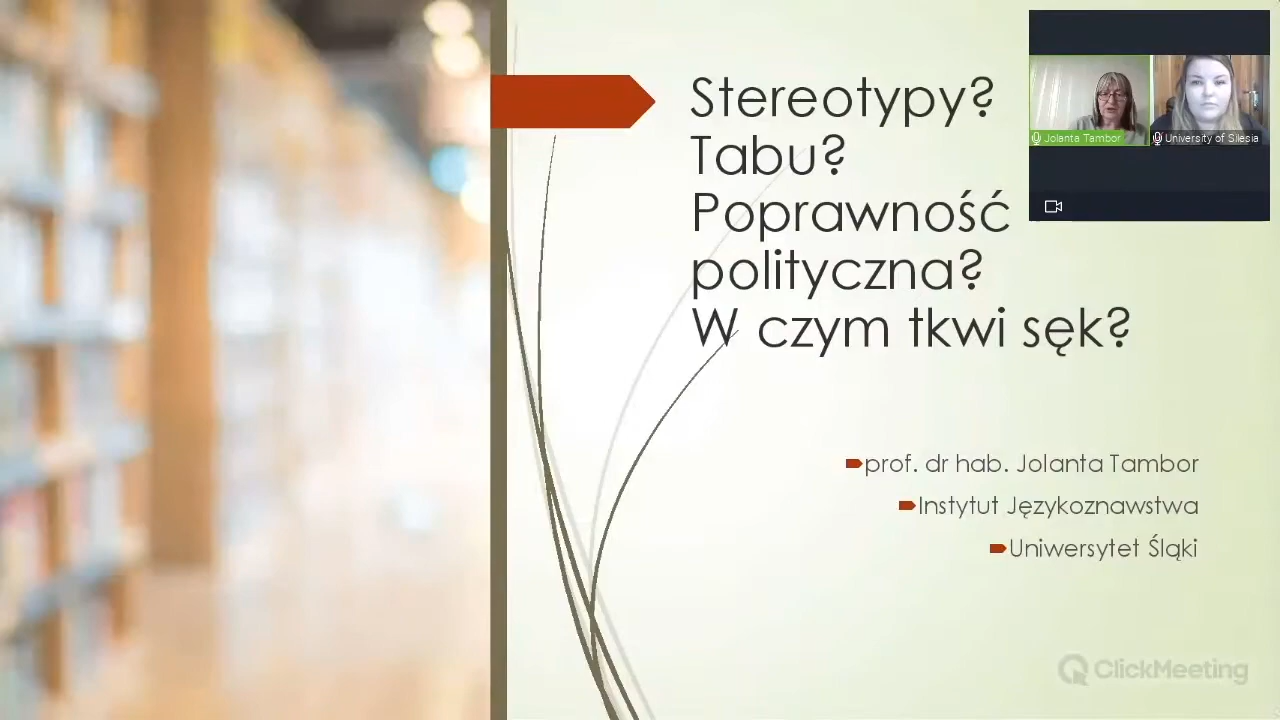 Stereotypy?
Tabu?
Poprawność
polityczna?
W czym tkwi sęk?
prof. dr hab. Jolanta Tambor
Instytut Językoznawstwa
Uniwersytet Śląki
Jolanta Tambor
University of Silesia
ClickMeeting